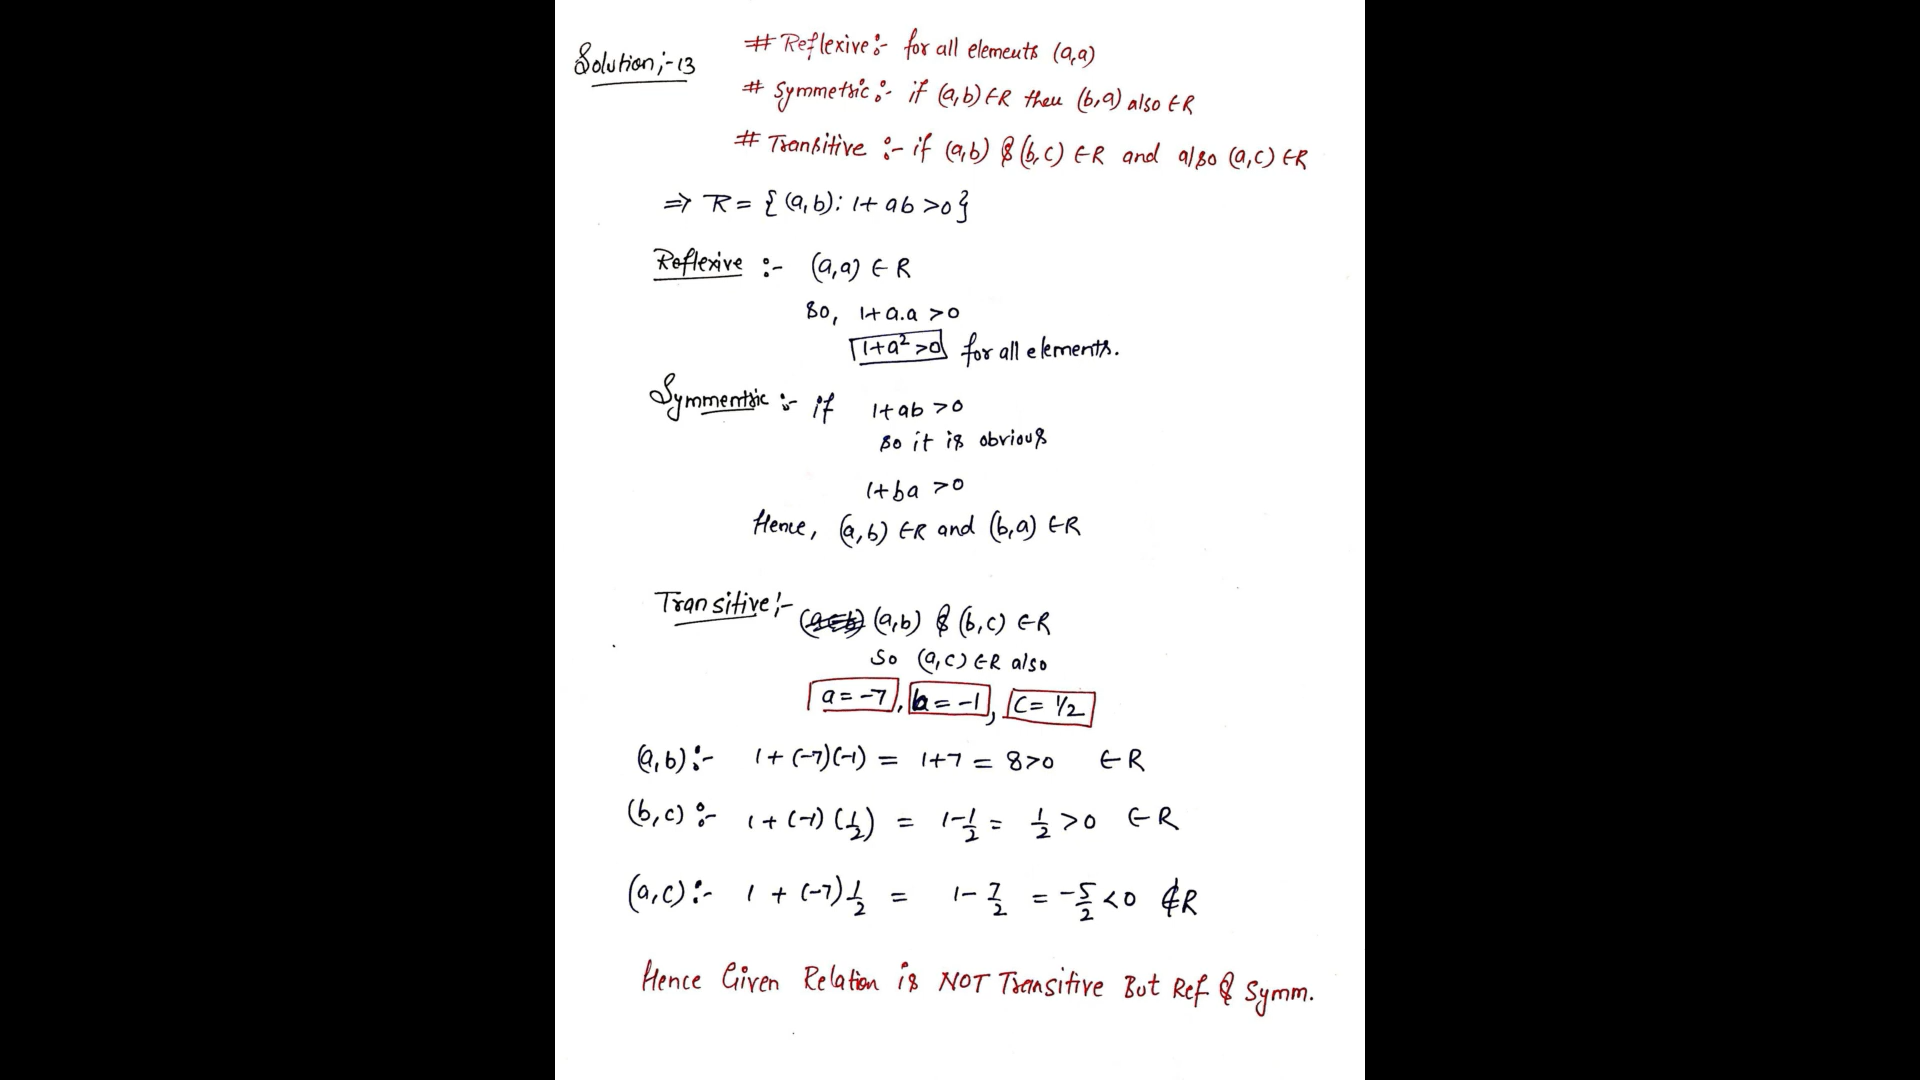 Solution;-13
# Reflexive:- for all elements (a,a)
# Symmetric:- if (a,b) ∈R then (b,a) also ∈R
# Transitive :- if (a,b) & (b,c) ∈R and also (a,c) ∈R
⇒ R = {(a,b): 1+ ab >0}
Reflexive :- (a,a) ∈ R
So, 1+a.a >0
1+a² >0 for all elements.
Symmentric :- if 1+ab >0
so it is obvious
1+ba >0
Hence, (a,b) ∈R and (b,a) ∈R
Transitive:- (a,b) & (b,c) ∈R
So (a,c) ∈R also
a = -7, b = -1, c = 1/2
(a,b):- 1+(-7)(-1) = 1+7 = 8>0 ∈R
(b,c) :- 1+(-1)(1/2) = 1-1/2 = 1/2 >0 ∈R
(a,c):- 1 + (-7)1/2 = 1- 7/2 = -5/2 <0 ∉R
Hence Given Relation is NOT Transitive But Ref & Symm.